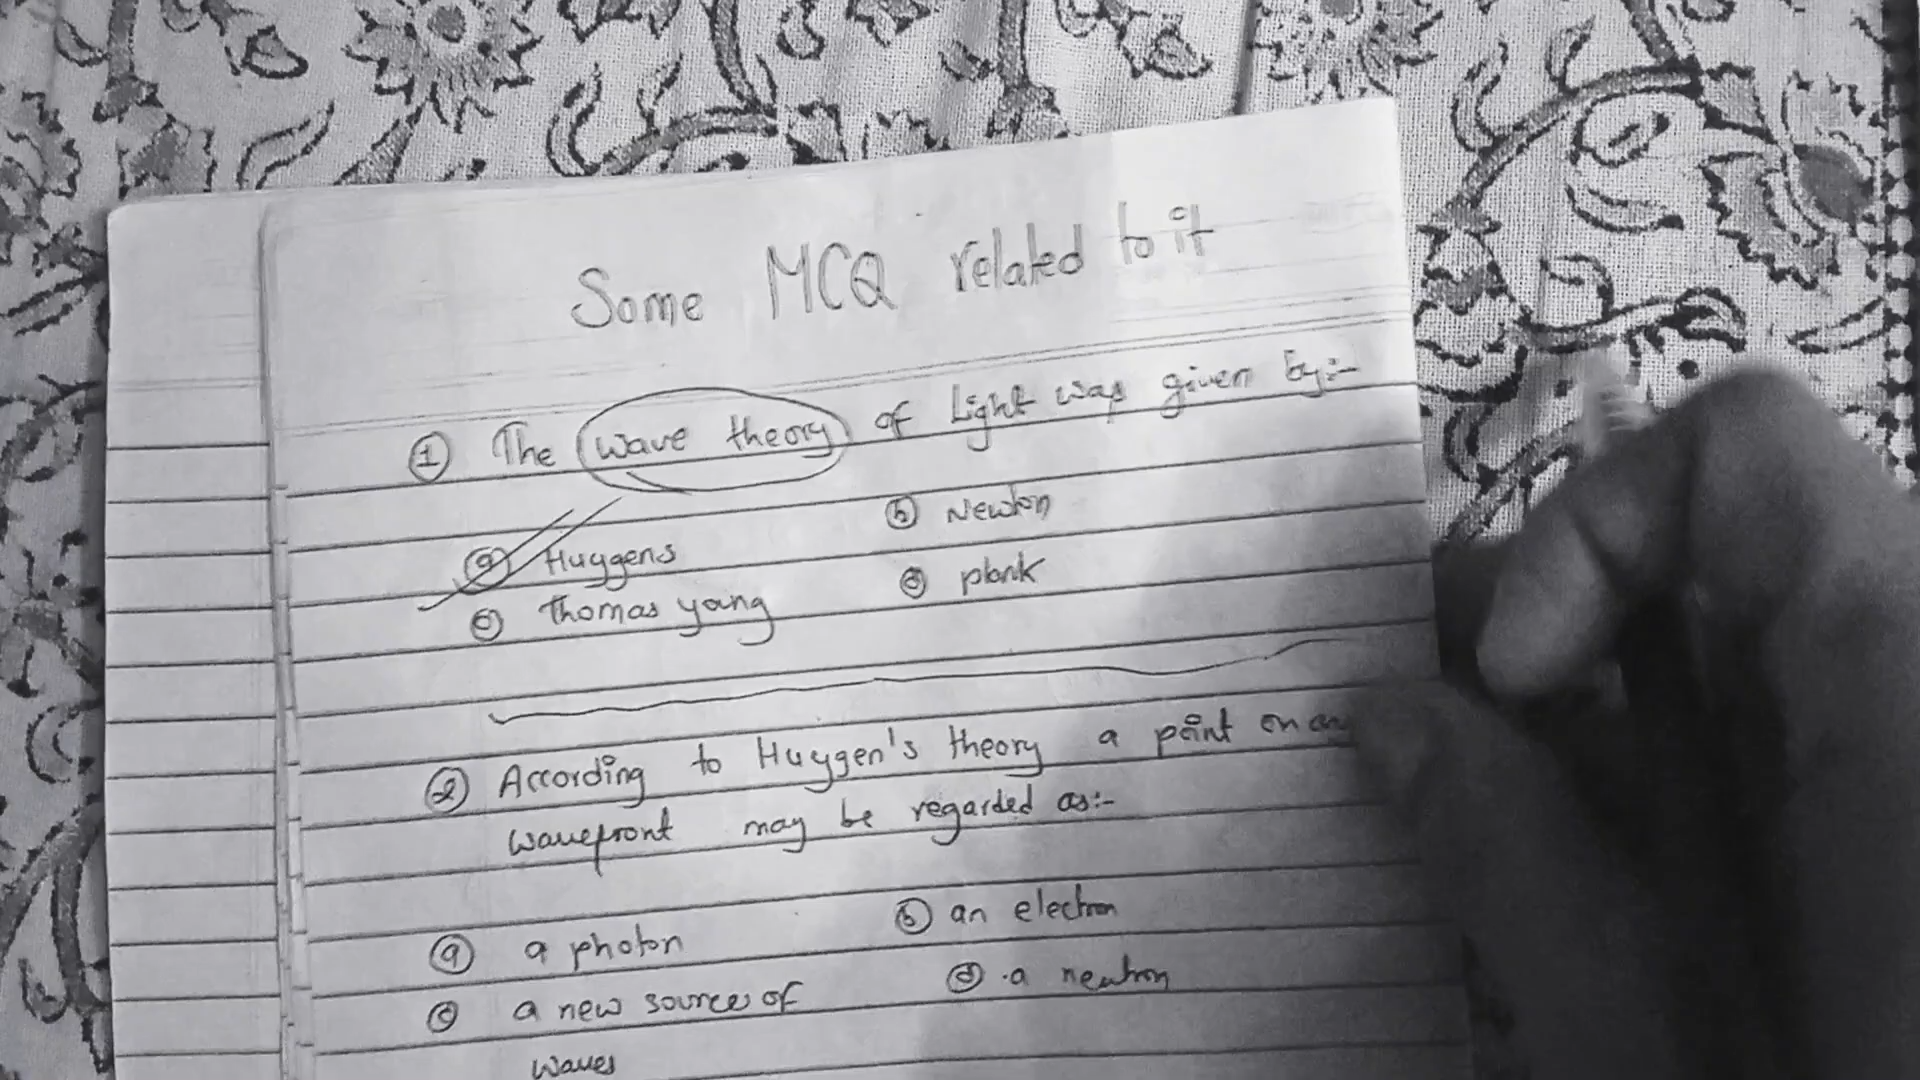 Some MCQ related to it
① The wave theory of Light was given by:-
ⓐ Huygens ⓑ Newton
ⓒ Thomas young ⓓ plank
② According to Huygen's theory a point on an
wavefront may be regarded as:-
ⓐ a photon ⓑ an electron
ⓒ a new source of ⓓ a neutron
waves